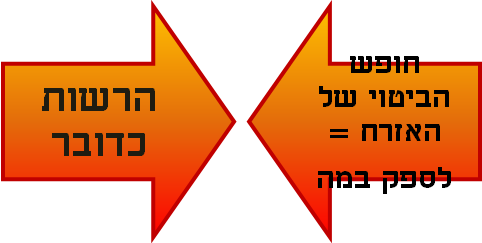 חופש
הביטוי של
האזרח =
לספק במה
הרשות
כדובר